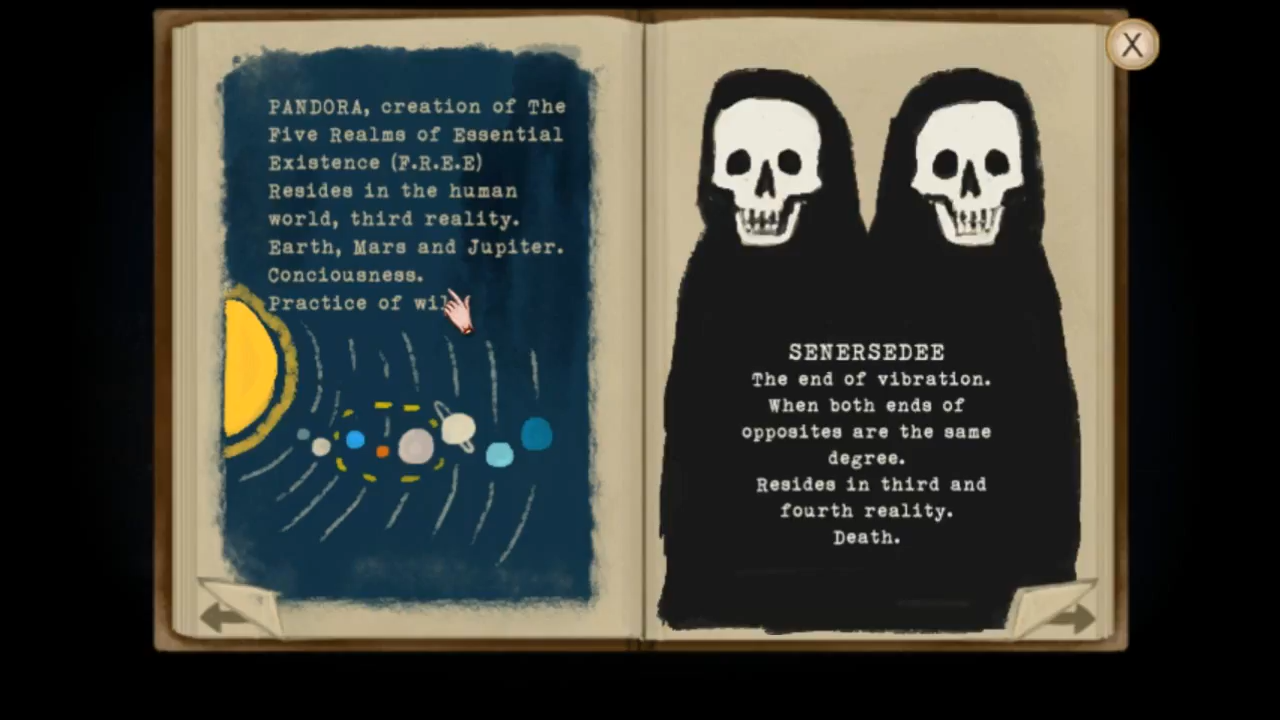 PANDORA, creation of The
Five Realms of Essential
Existence (F.R.E.E)
Resides in the human
world, third reality.
Earth, Mars and Jupiter.
Conciousness.
Practice of
SENERSEDEE
The end of vibration.
When both ends of
opposites are the same
degree.
Resides in third and
fourth reality.
Death.
X